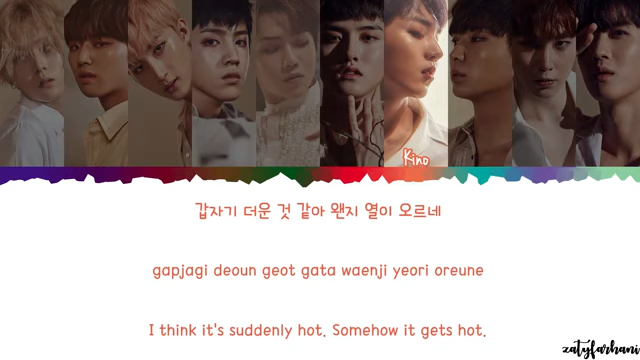 Kino
갑자기 더운 것 같아 왠지 열이 오르네
gapjagi deoun geot gata waenji yeori oreune
I think it's suddenly hot. Somehow it gets hot.
zatyfarhani